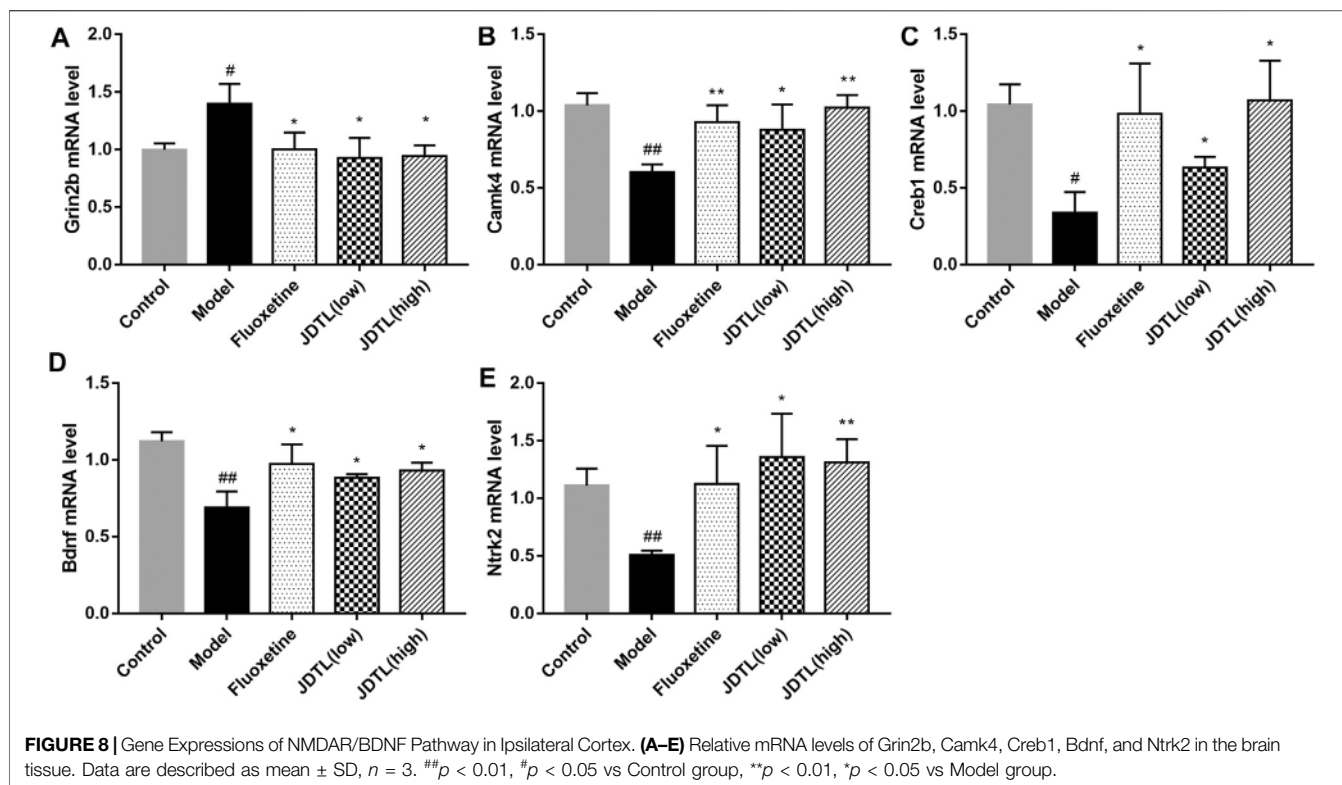 A
Grin2b mRNA level
2.0
1.5
1.0
0.5
0.0
#
*
*
*
Control
Model
Fluoxetine
JDTL(low)
JDTL(high)
B
Camk4 mRNA level
1.5
1.0
0.5
0.0
##
**
*
**
Control
Model
Fluoxetine
JDTL(low)
JDTL(high)
C
Creb1 mRNA level
1.5
1.0
0.5
0.0
#
*
*
*
Control
Model
Fluoxetine
JDTL(low)
JDTL(high)
D
Bdnf mRNA level
1.5
1.0
0.5
0.0
##
*
*
*
Control
Model
Fluoxetine
JDTL(low)
JDTL(high)
E
Ntrk2 mRNA level
2.0
1.5
1.0
0.5
0.0
##
*
*
**
Control
Model
Fluoxetine
JDTL(low)
JDTL(high)
FIGURE 8 | Gene Expressions of NMDAR/BDNF Pathway in Ipsilateral Cortex. (A–E) Relative mRNA levels of Grin2b, Camk4, Creb1, Bdnf, and Ntrk2 in the brain
tissue. Data are described as mean ± SD, n = 3. ##p < 0.01, #p < 0.05 vs Control group, **p < 0.01, *p < 0.05 vs Model group.